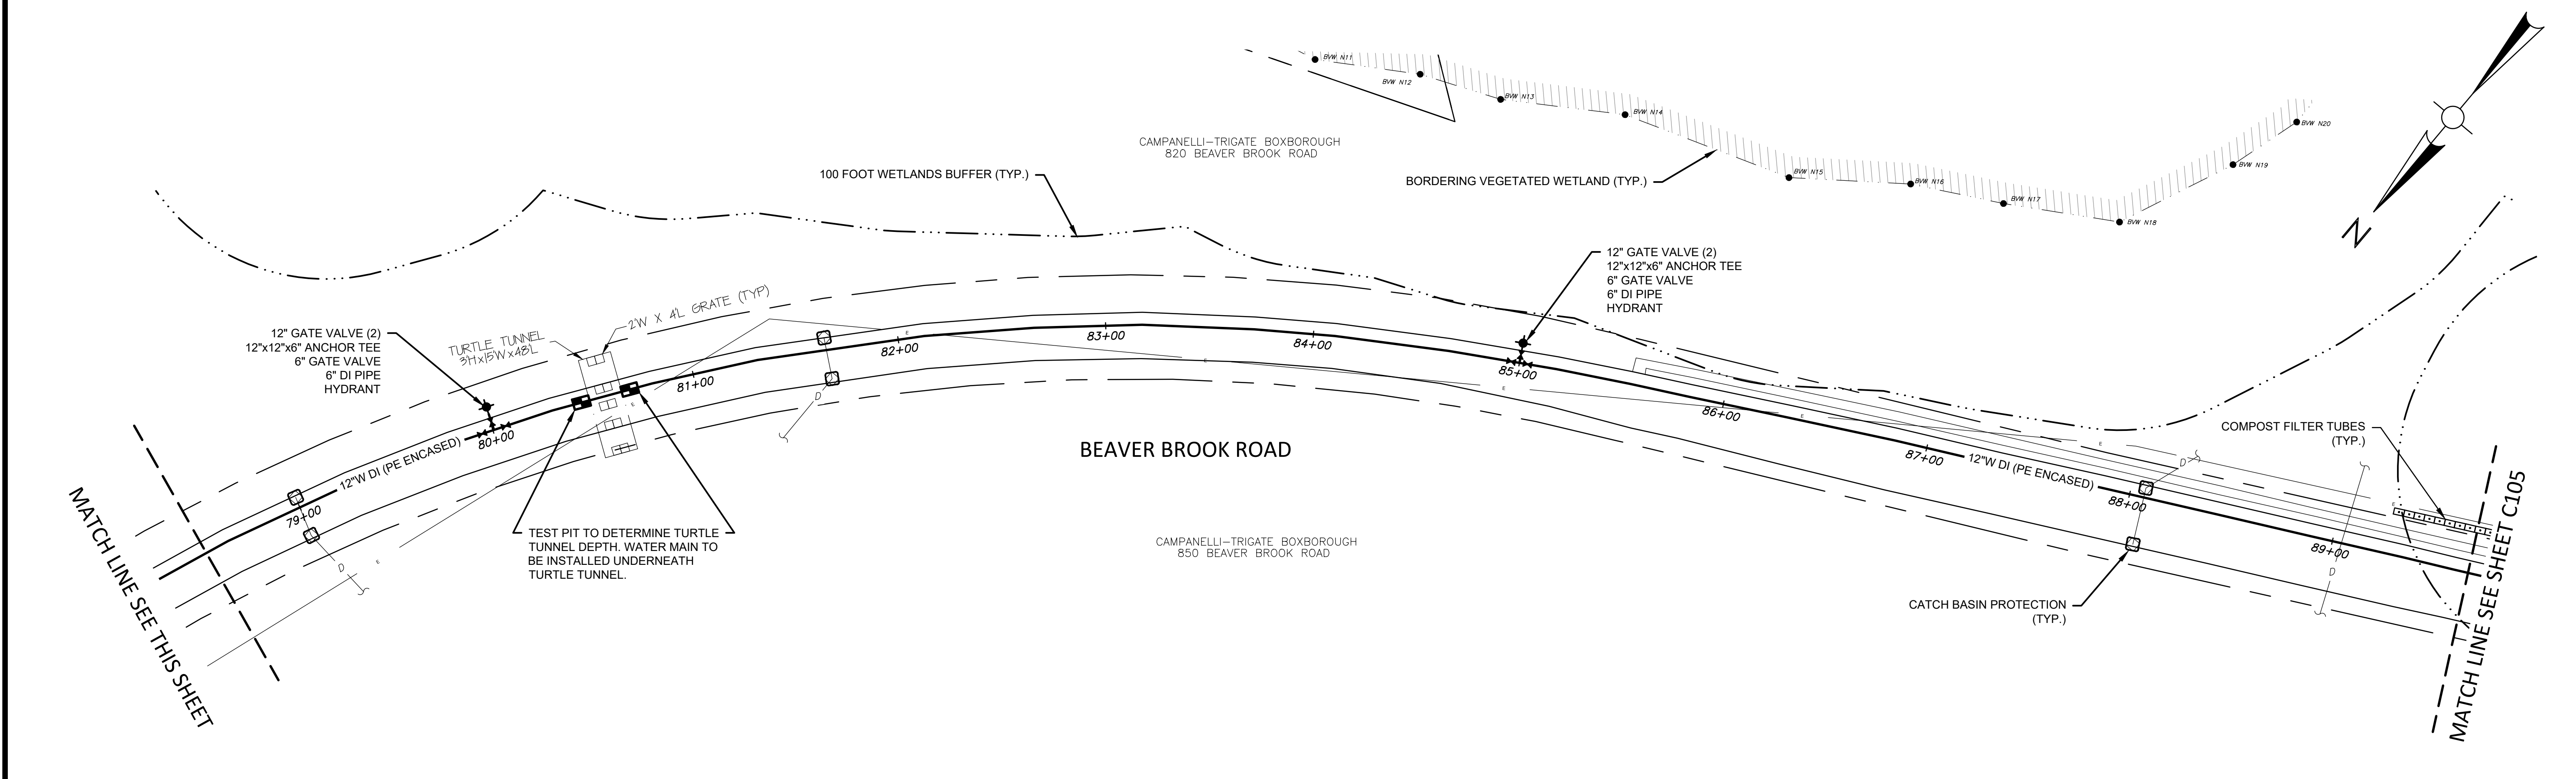 BVW N11
BVW N12
BVW N13
BVW N14
BVW N15
BVW N16
BVW N17
BVW N18
BVW N19
BVW N20
CAMPANELLI-TRIGATE BOXBOROUGH
820 BEAVER BROOK ROAD
100 FOOT WETLANDS BUFFER (TYP.)
BORDERING VEGETATED WETLAND (TYP.)
N
12" GATE VALVE (2)
12"x12"x6" ANCHOR TEE
6" GATE VALVE
6" DI PIPE
HYDRANT
2'W X 4'L GRATE (TYP)
TURTLE TUNNEL
3'Hx15'Wx48'L
12" GATE VALVE (2)
12"x12"x6" ANCHOR TEE
6" GATE VALVE
6" DI PIPE
HYDRANT
79+00
12"W DI (PE ENCASED)
80+00
81+00
82+00
83+00
84+00
85+00
86+00
87+00
12"W DI (PE ENCASED)
88+00
89+00
D
D
D
D
E
E
E
E
E
E
E
E
BEAVER BROOK ROAD
COMPOST FILTER TUBES
(TYP.)
MATCH LINE SEE THIS SHEET
MATCH LINE SEE SHEET C105
TEST PIT TO DETERMINE TURTLE
TUNNEL DEPTH. WATER MAIN TO
BE INSTALLED UNDERNEATH
TURTLE TUNNEL.
CAMPANELLI-TRIGATE BOXBOROUGH
850 BEAVER BROOK ROAD
CATCH BASIN PROTECTION
(TYP.)